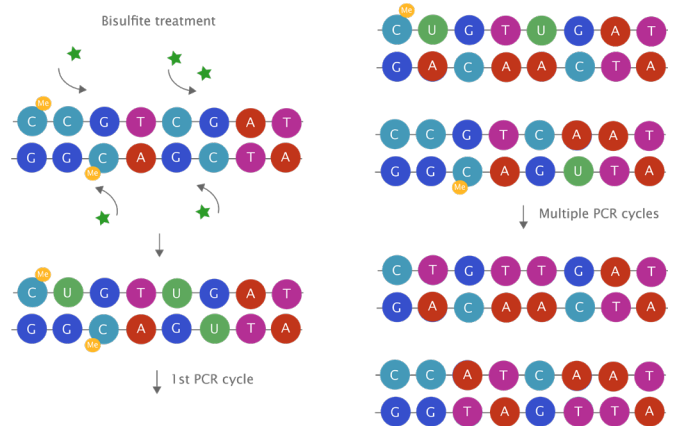 Bisulfite treatment
Me
C C G T C G A T
G G C A G C T A
Me
Me
C U G T U G A T
G G C A G U T A
Me
1st PCR cycle
Me
C U G T U G A T
G A C A A C T A
C C G T C A A T
G G C A G U T A
Me
Multiple PCR cycles
C T G T T G A T
G A C A A C T A
C C A T C A A T
G G T A G T T A